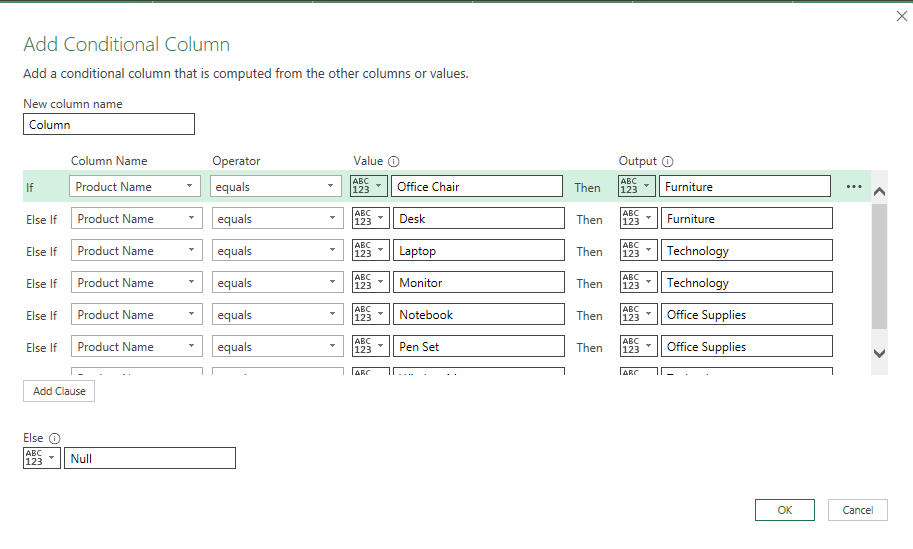 Add Conditional Column
Add a conditional column that is computed from the other columns or values.
New column name
Column
Column Name Operator Value Output
If Product Name equals ABC 123 Office Chair Then ABC 123 Furniture ...
Else If Product Name equals ABC 123 Desk Then ABC 123 Furniture
Else If Product Name equals ABC 123 Laptop Then ABC 123 Technology
Else If Product Name equals ABC 123 Monitor Then ABC 123 Technology
Else If Product Name equals ABC 123 Notebook Then ABC 123 Office Supplies
Else If Product Name equals ABC 123 Pen Set Then ABC 123 Office Supplies
ABC ABC
Add Clause
Else
ABC 123 Null
OK Cancel